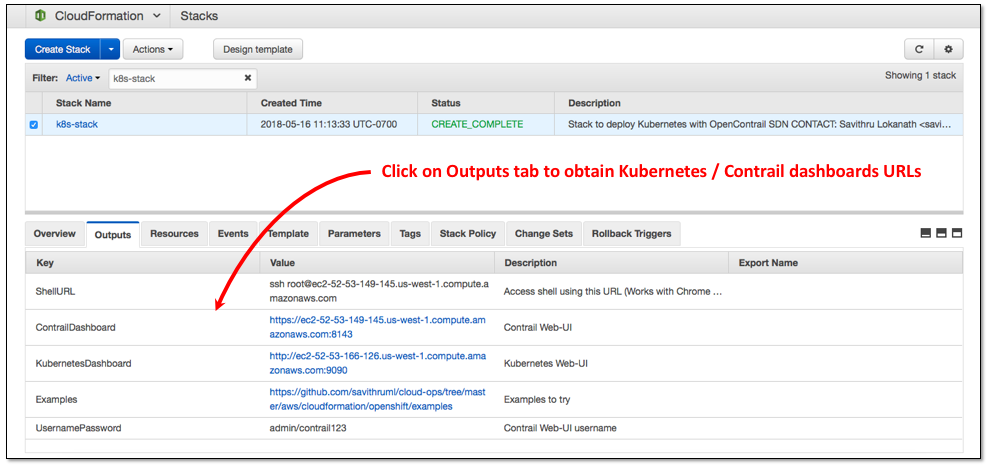 CloudFormation
Stacks
Create Stack
Actions
Design template
Filter:
Active
k8s-stack
Showing 1 stack
Stack Name
Created Time
Status
Description
k8s-stack
2018-05-16 11:13:33 UTC-0700
CREATE_COMPLETE
Stack to deploy Kubernetes with OpenContrail SDN CONTACT: Savithru Lokanath <savi…
Click on Outputs tab to obtain Kubernetes / Contrail dashboards URLs
Overview
Outputs
Resources
Events
Template
Parameters
Tags
Stack Policy
Change Sets
Rollback Triggers
Key
Value
Description
Export Name
ShellURL
ssh root@ec2-52-53-149-145.us-west-1.compute.a
mazonaws.com
Access shell using this URL (Works with Chrome …
ContrailDashboard
https://ec2-52-53-149-145.us-west-1.compute.am
azonaws.com:8143
Contrail Web-UI
KubernetesDashboard
http://ec2-52-53-166-126.us-west-1.compute.ama
zonaws.com:9090
Kubernetes Web-UI
Examples
https://github.com/savithruml/cloud-ops/tree/mast
er/aws/cloudformation/openshift/examples
Examples to try
UsernamePassword
admin/contrail123
Contrail Web-UI username